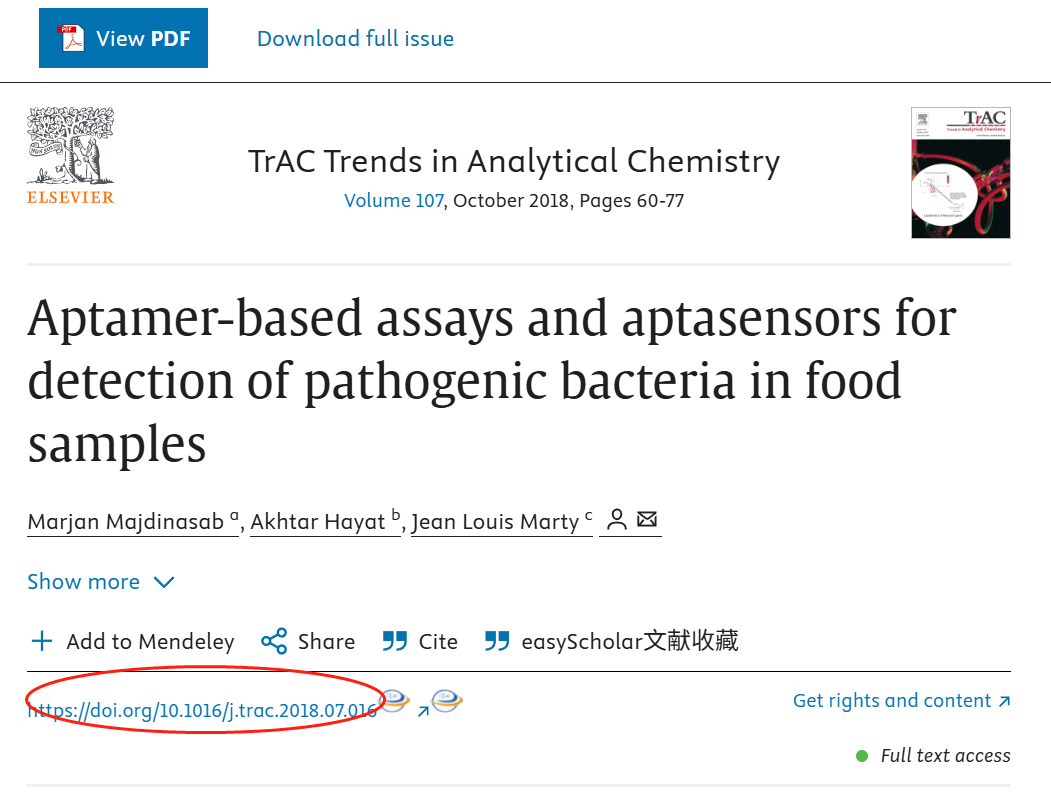 View PDF
Download full issue
ELSEVIER
TrAC Trends in Analytical Chemistry
Volume 107, October 2018, Pages 60-77
TrAC
Trends in Analytical Chemistry
Aptamer-based assays and aptasensors for
detection of pathogenic bacteria in food
samples
Marjan Majdinasab a, Akhtar Hayat b, Jean Louis Marty c
Show more
Add to Mendeley
Share
Cite
easyScholar文献收藏
https://doi.org/10.1016/j.trac.2018.07.016
Get rights and content
Full text access